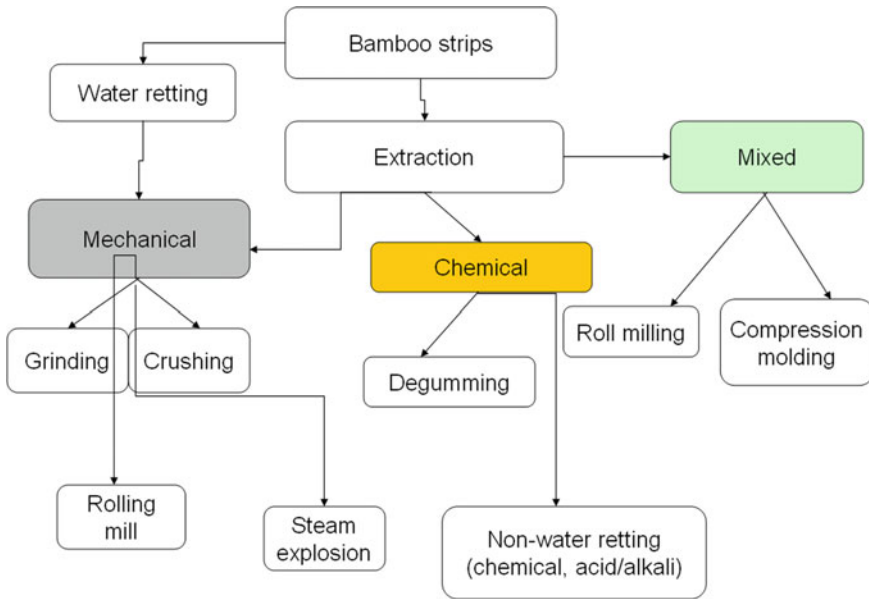 Bamboo strips
Water retting
Extraction
Mixed
Mechanical
Chemical
Grinding
Crushing
Roll milling
Compression
molding
Degumming
Rolling
mill
Steam
explosion
Non-water retting
(chemical, acid/alkali)